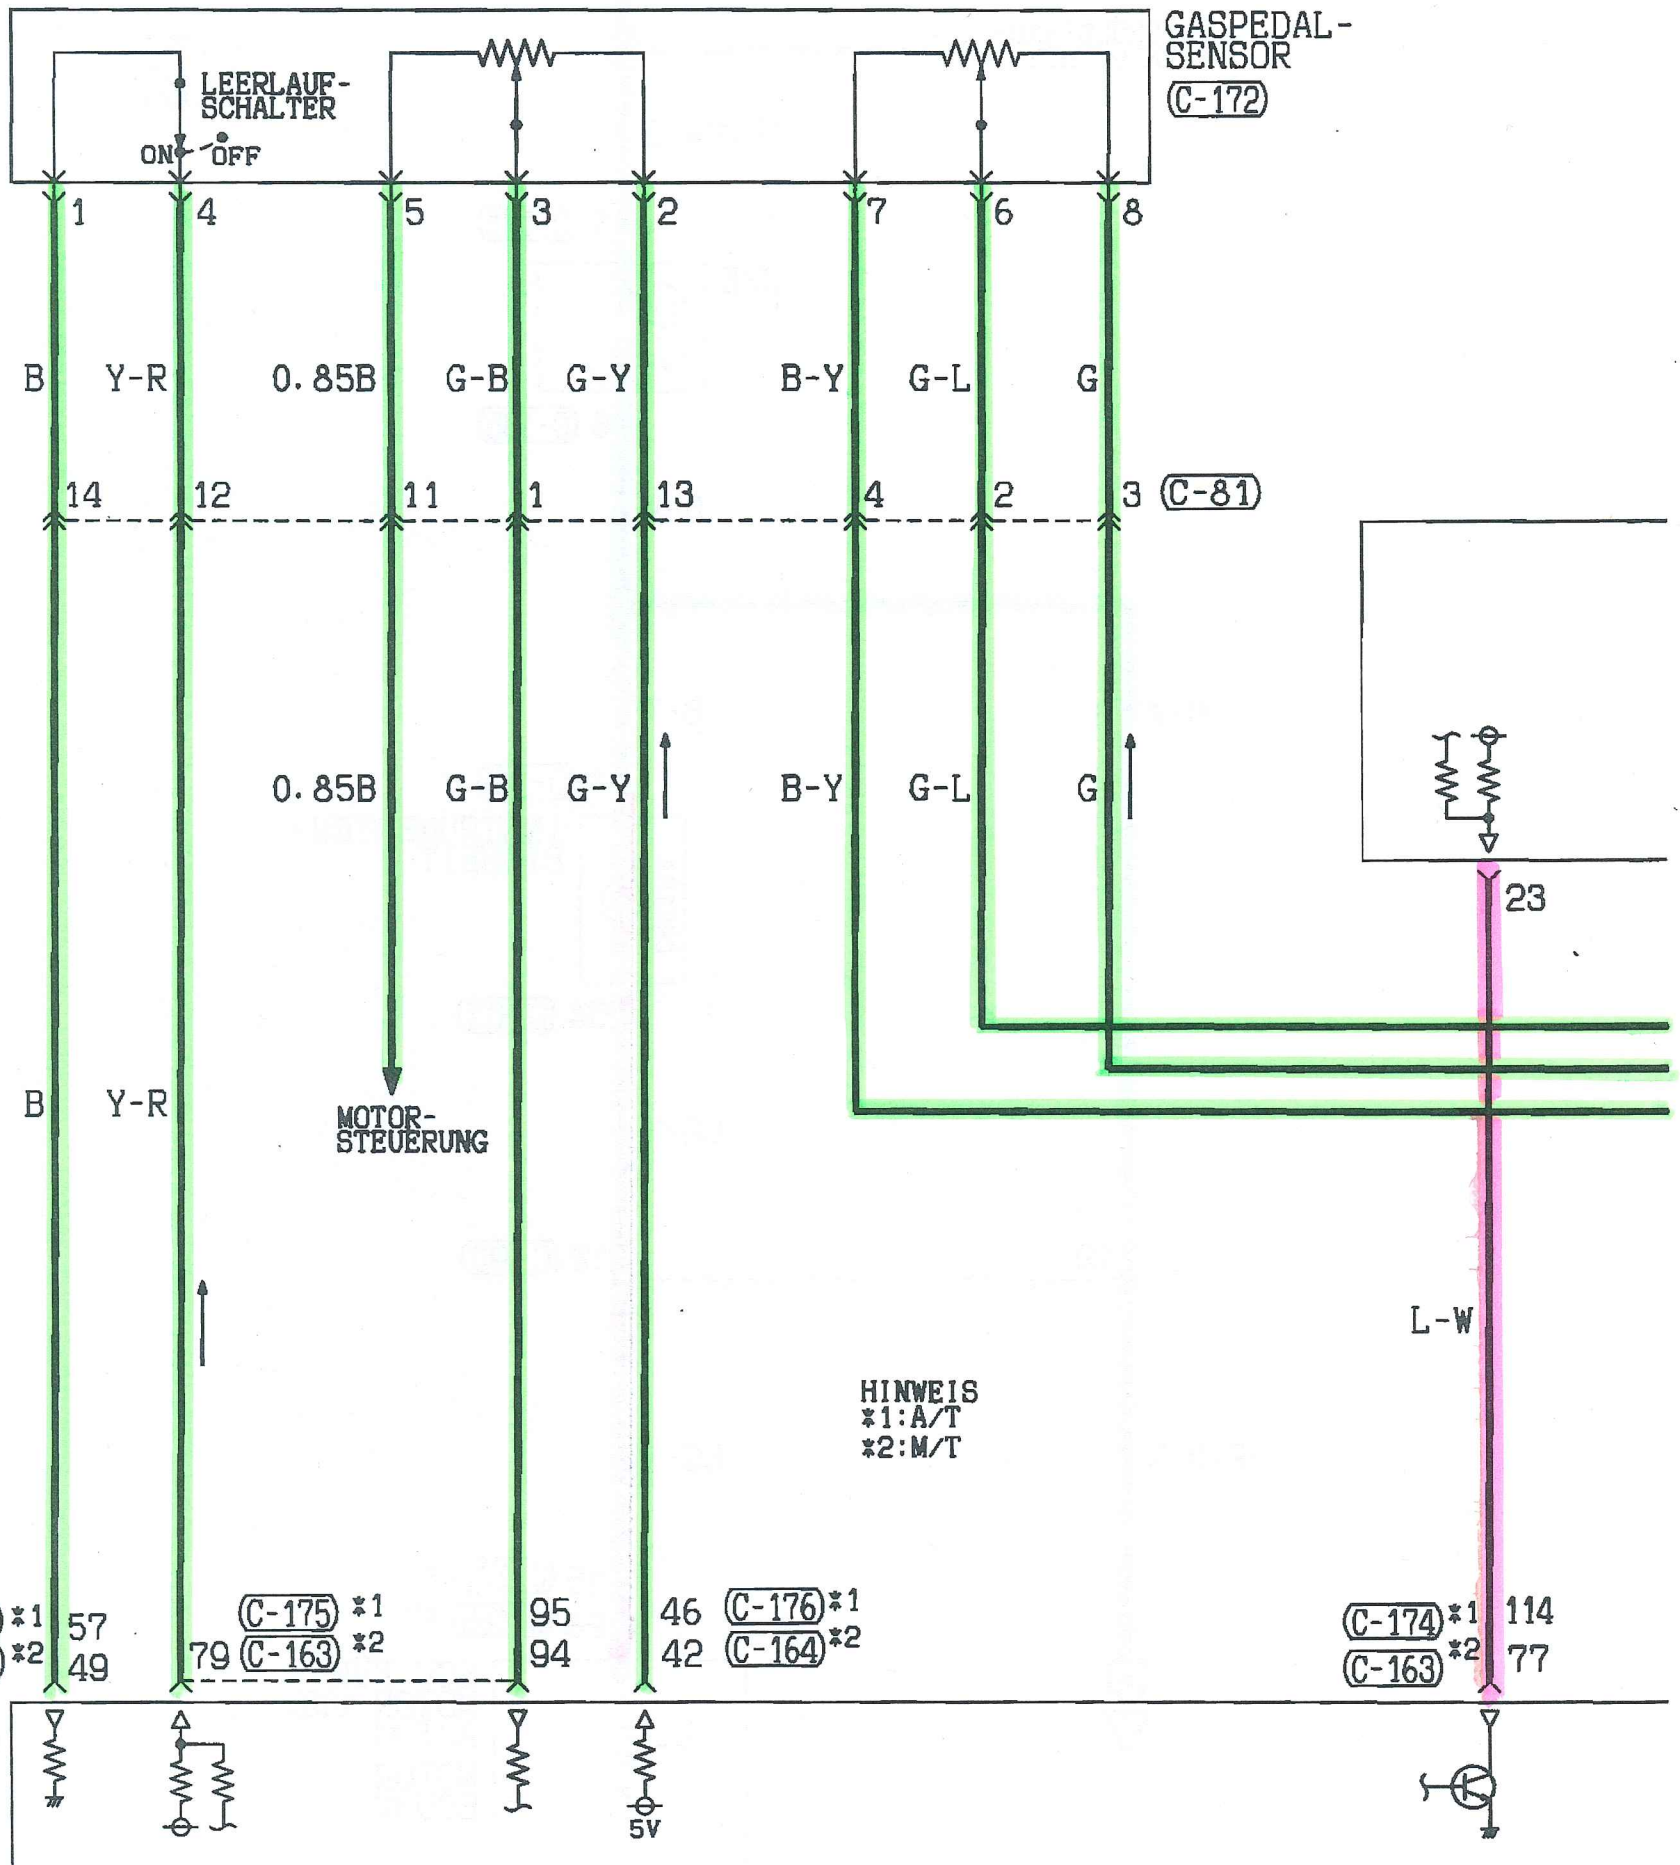 GASPEDAL-
SENSOR
(C-172)
LEERLAUF-
SCHALTER
ON OFF
1 4 5 3 2 7 6 8
B Y-R 0.85B G-B G-Y B-Y G-L G
14 12 11 1 13 4 2 3 (C-81)
0.85B G-B G-Y B-Y G-L G
23
B Y-R
MOTOR-
STEUERUNG
L-W
HINWEIS
*1:A/T
*2:M/T
)*1 57 (C-175)*1 95 46 (C-176)*1 (C-174)*1 114
)*2 49 79 (C-163)*2 94 42 (C-164)*2 (C-163)*2 77
5V